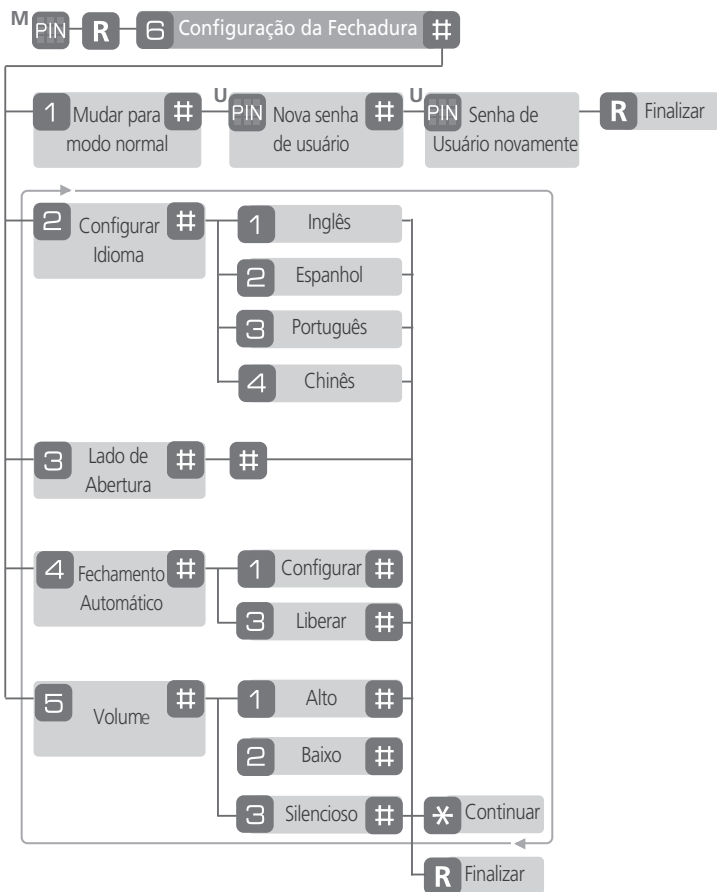 M PIN R 6 Configuração da Fechadura #
1 Mudar para modo normal # U PIN Nova senha de usuário # U PIN Senha de Usuário novamente R Finalizar
2 Configurar Idioma #
1 Inglês
2 Espanhol
3 Português
4 Chinês
3 Lado de Abertura # #
4 Fechamento Automático #
1 Configurar #
3 Liberar #
5 Volume #
1 Alto #
2 Baixo #
3 Silencioso #
* Continuar
R Finalizar